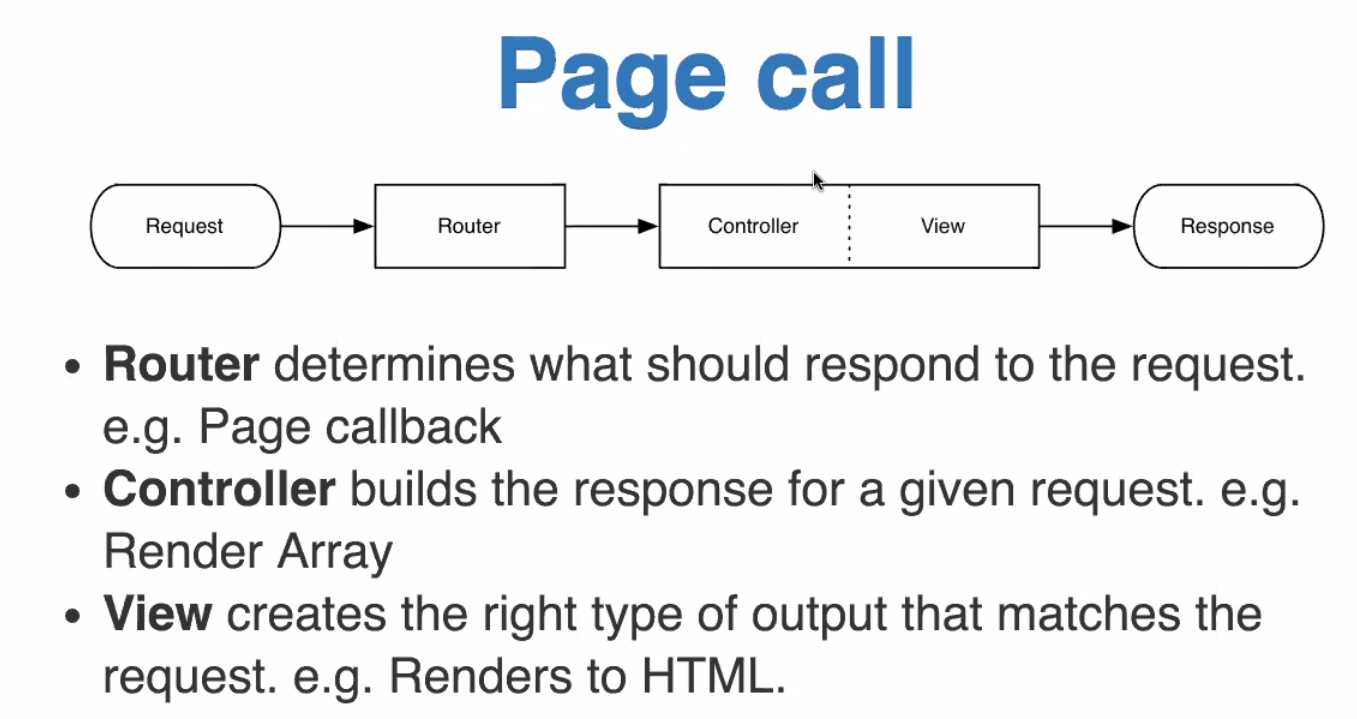 Page call
Request
Router
Controller
View
Response
• Router determines what should respond to the request.
e.g. Page callback
• Controller builds the response for a given request. e.g.
Render Array
• View creates the right type of output that matches the
request. e.g. Renders to HTML.